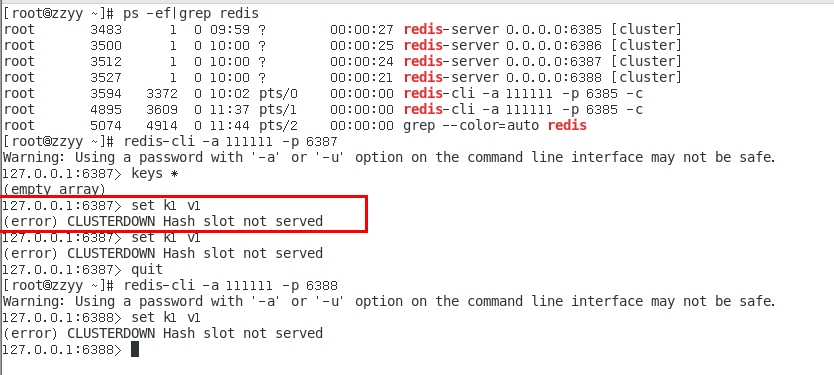 [root@zzyy ~]# ps -ef|grep redis
root 3483 1 0 09:59 ? 00:00:27 redis-server 0.0.0.0:6385 [cluster]
root 3500 1 0 10:00 ? 00:00:25 redis-server 0.0.0.0:6386 [cluster]
root 3512 1 0 10:00 ? 00:00:24 redis-server 0.0.0.0:6387 [cluster]
root 3527 1 0 10:00 ? 00:00:21 redis-server 0.0.0.0:6388 [cluster]
root 3594 3372 0 10:02 pts/0 00:00:00 redis-cli -a 111111 -p 6385 -c
root 4895 3609 0 11:37 pts/1 00:00:00 redis-cli -a 111111 -p 6385 -c
root 5074 4914 0 11:44 pts/2 00:00:00 grep --color=auto redis
[root@zzyy ~]# redis-cli -a 111111 -p 6387
Warning: Using a password with '-a' or '-u' option on the command line interface may not be safe.
127.0.0.1:6387> keys *
(empty array)
127.0.0.1:6387> set k1 v1
(error) CLUSTERDOWN Hash slot not served
127.0.0.1:6387> set k1 v1
(error) CLUSTERDOWN Hash slot not served
127.0.0.1:6387> quit
[root@zzyy ~]# redis-cli -a 111111 -p 6388
Warning: Using a password with '-a' or '-u' option on the command line interface may not be safe.
127.0.0.1:6388> set k1 v1
(error) CLUSTERDOWN Hash slot not served
127.0.0.1:6388>